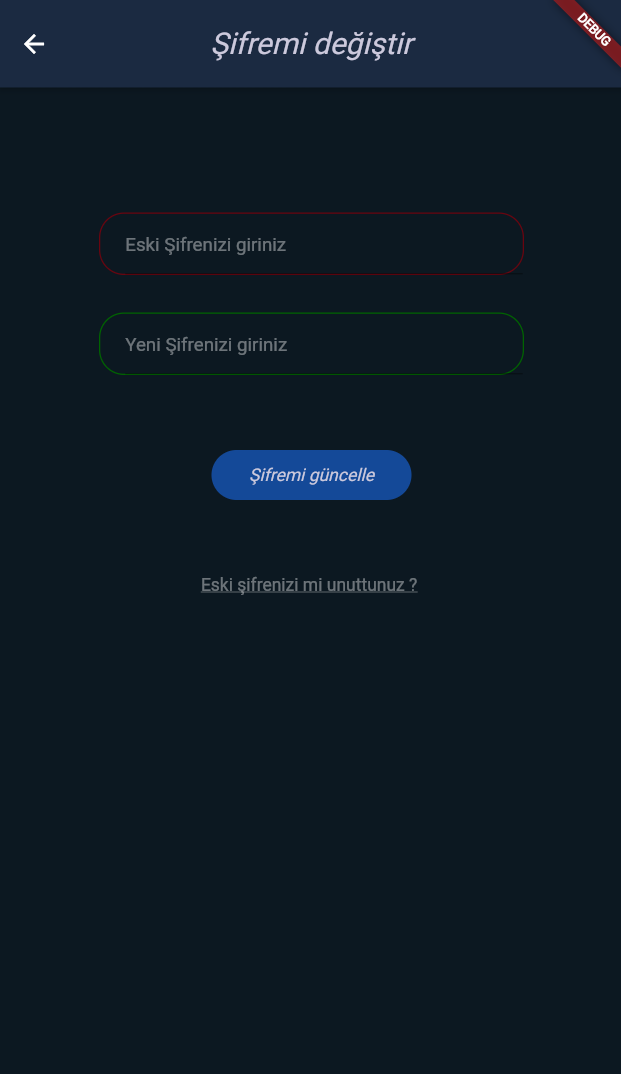 Şifremi değiştir
DEBUG
Eski Şifrenizi giriniz
Yeni Şifrenizi giriniz
Şifremi güncelle
Eski şifrenizi mi unuttunuz ?